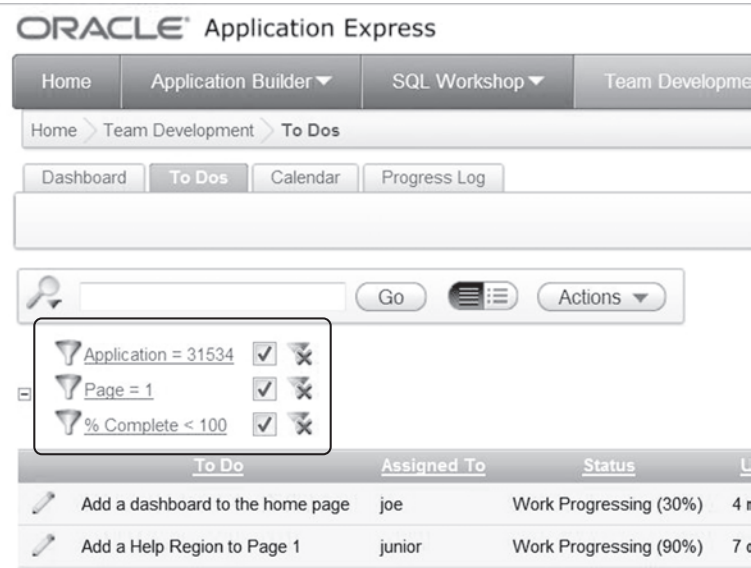 ORACLE Application Express
Home Application Builder SQL Workshop Team Developme
Home Team Development To Dos
Dashboard To Dos Calendar Progress Log
Go Actions
Application = 31534
Page = 1
% Complete < 100
To Do Assigned To Status
Add a dashboard to the home page joe Work Progressing (30%) 4
Add a Help Region to Page 1 junior Work Progressing (90%) 7